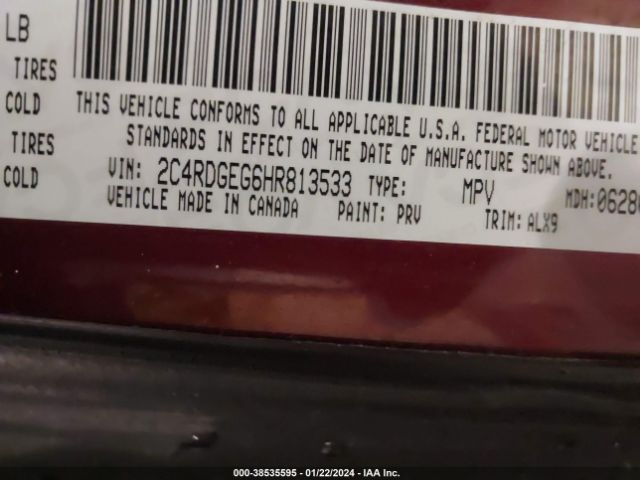 LB
TIRES
COLD
TIRES
COLD
THIS VEHICLE CONFORMS TO ALL APPLICABLE U.S.A. FEDERAL MOTOR VEHICLE
STANDARDS IN EFFECT ON THE DATE OF MANUFACTURE SHOWN ABOVE.
VIN: 2C4RDGEG6HR813533 TYPE: MPV MDH: 0628
VEHICLE MADE IN CANADA PAINT: PRV TRIM: ALX9
000-38535595 - 01/22/2024 - IAA Inc.